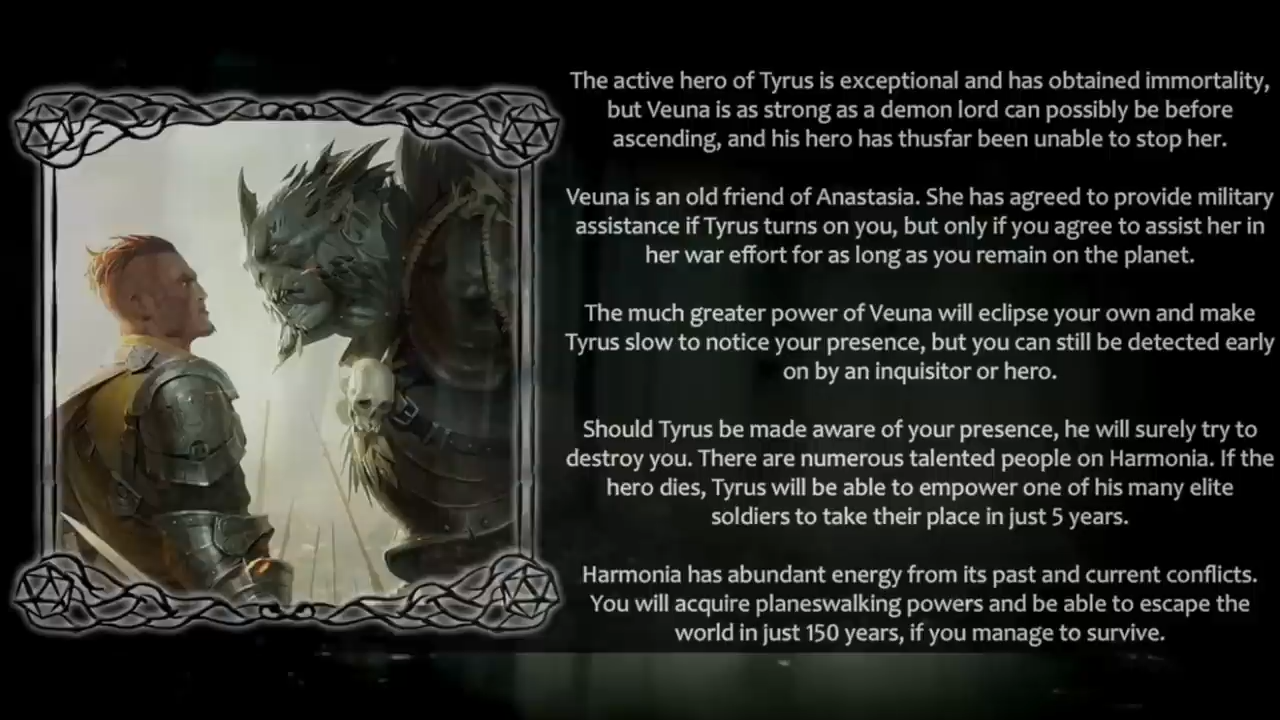 The active hero of Tyrus is exceptional and has obtained immortality,
but Veuna is as strong as a demon lord can possibly be before
ascending, and his hero has thusfar been unable to stop her.
Veuna is an old friend of Anastasia. She has agreed to provide military
assistance if Tyrus turns on you, but only if you agree to assist her in
her war effort for as long as you remain on the planet.
The much greater power of Veuna will eclipse your own and make
Tyrus slow to notice your presence, but you can still be detected early
on by an inquisitor or hero.
Should Tyrus be made aware of your presence, he will surely try to
destroy you. There are numerous talented people on Harmonia. If the
hero dies, Tyrus will be able to empower one of his many elite
soldiers to take their place in just 5 years.
Harmonia has abundant energy from its past and current conflicts.
You will acquire planeswalking powers and be able to escape the
world in just 150 years, if you manage to survive.